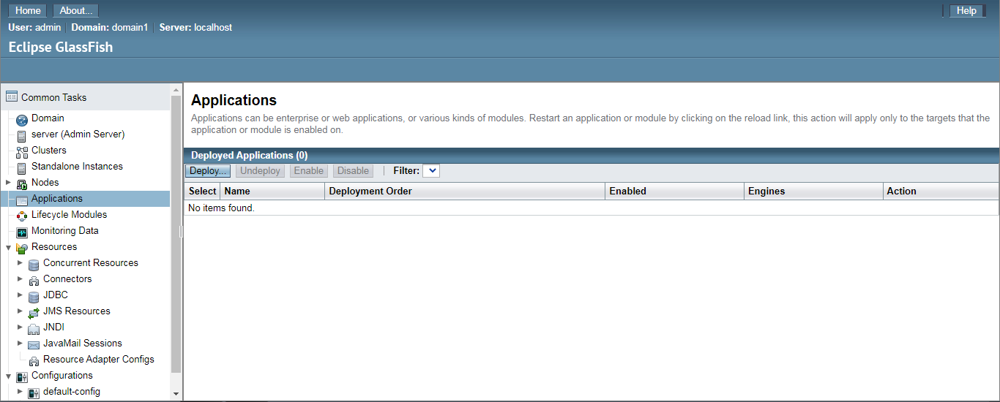 Home About... Help
User: admin Domain: domain1 Server: localhost
Eclipse GlassFish
Common Tasks
Domain
server (Admin Server)
Clusters
Standalone Instances
Nodes
Applications
Lifecycle Modules
Monitoring Data
Resources
Concurrent Resources
Connectors
JDBC
JMS Resources
JNDI
JavaMail Sessions
Resource Adapter Configs
Configurations
default-config
Applications
Applications can be enterprise or web applications, or various kinds of modules. Restart an application or module by clicking on the reload link, this action will apply only to the targets that the
application or module is enabled on.
Deployed Applications (0)
Deploy... Undeploy Enable Disable Filter:
Select Name Deployment Order Enabled Engines Action
No items found.